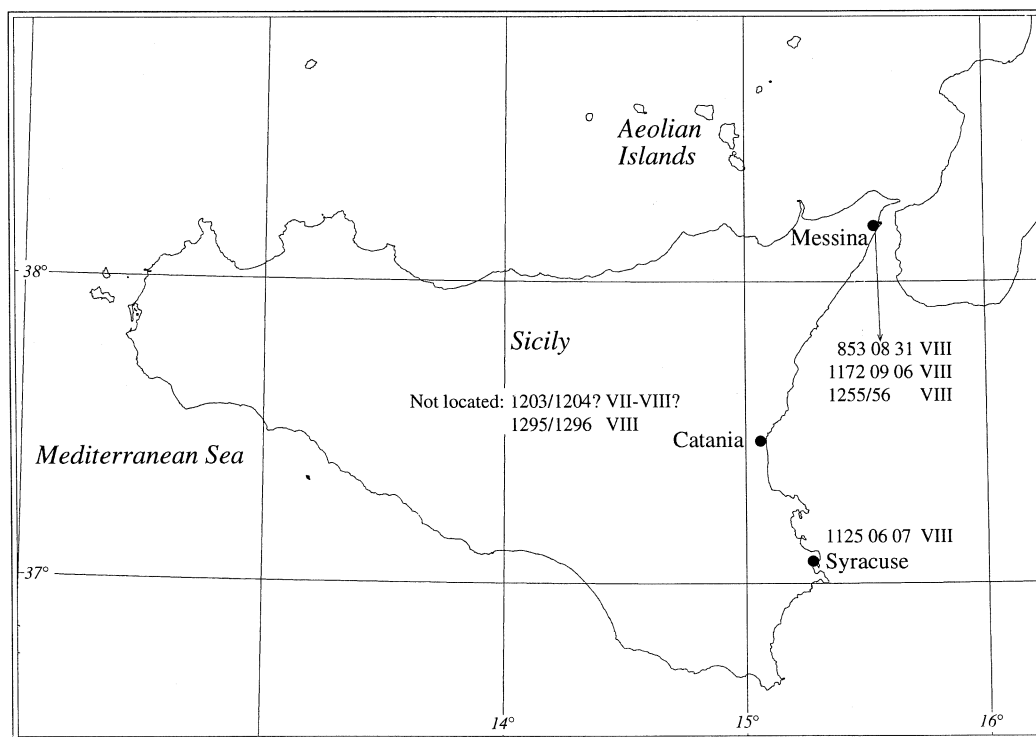 Aeolian
Islands
Messina
38°
Sicily
853 08 31 VIII
1172 09 06 VIII
1255/56 VIII
Not located: 1203/1204? VII-VIII?
1295/1296 VIII
Catania
Mediterranean Sea
1125 06 07 VIII
Syracuse
37°
14°
15°
16°